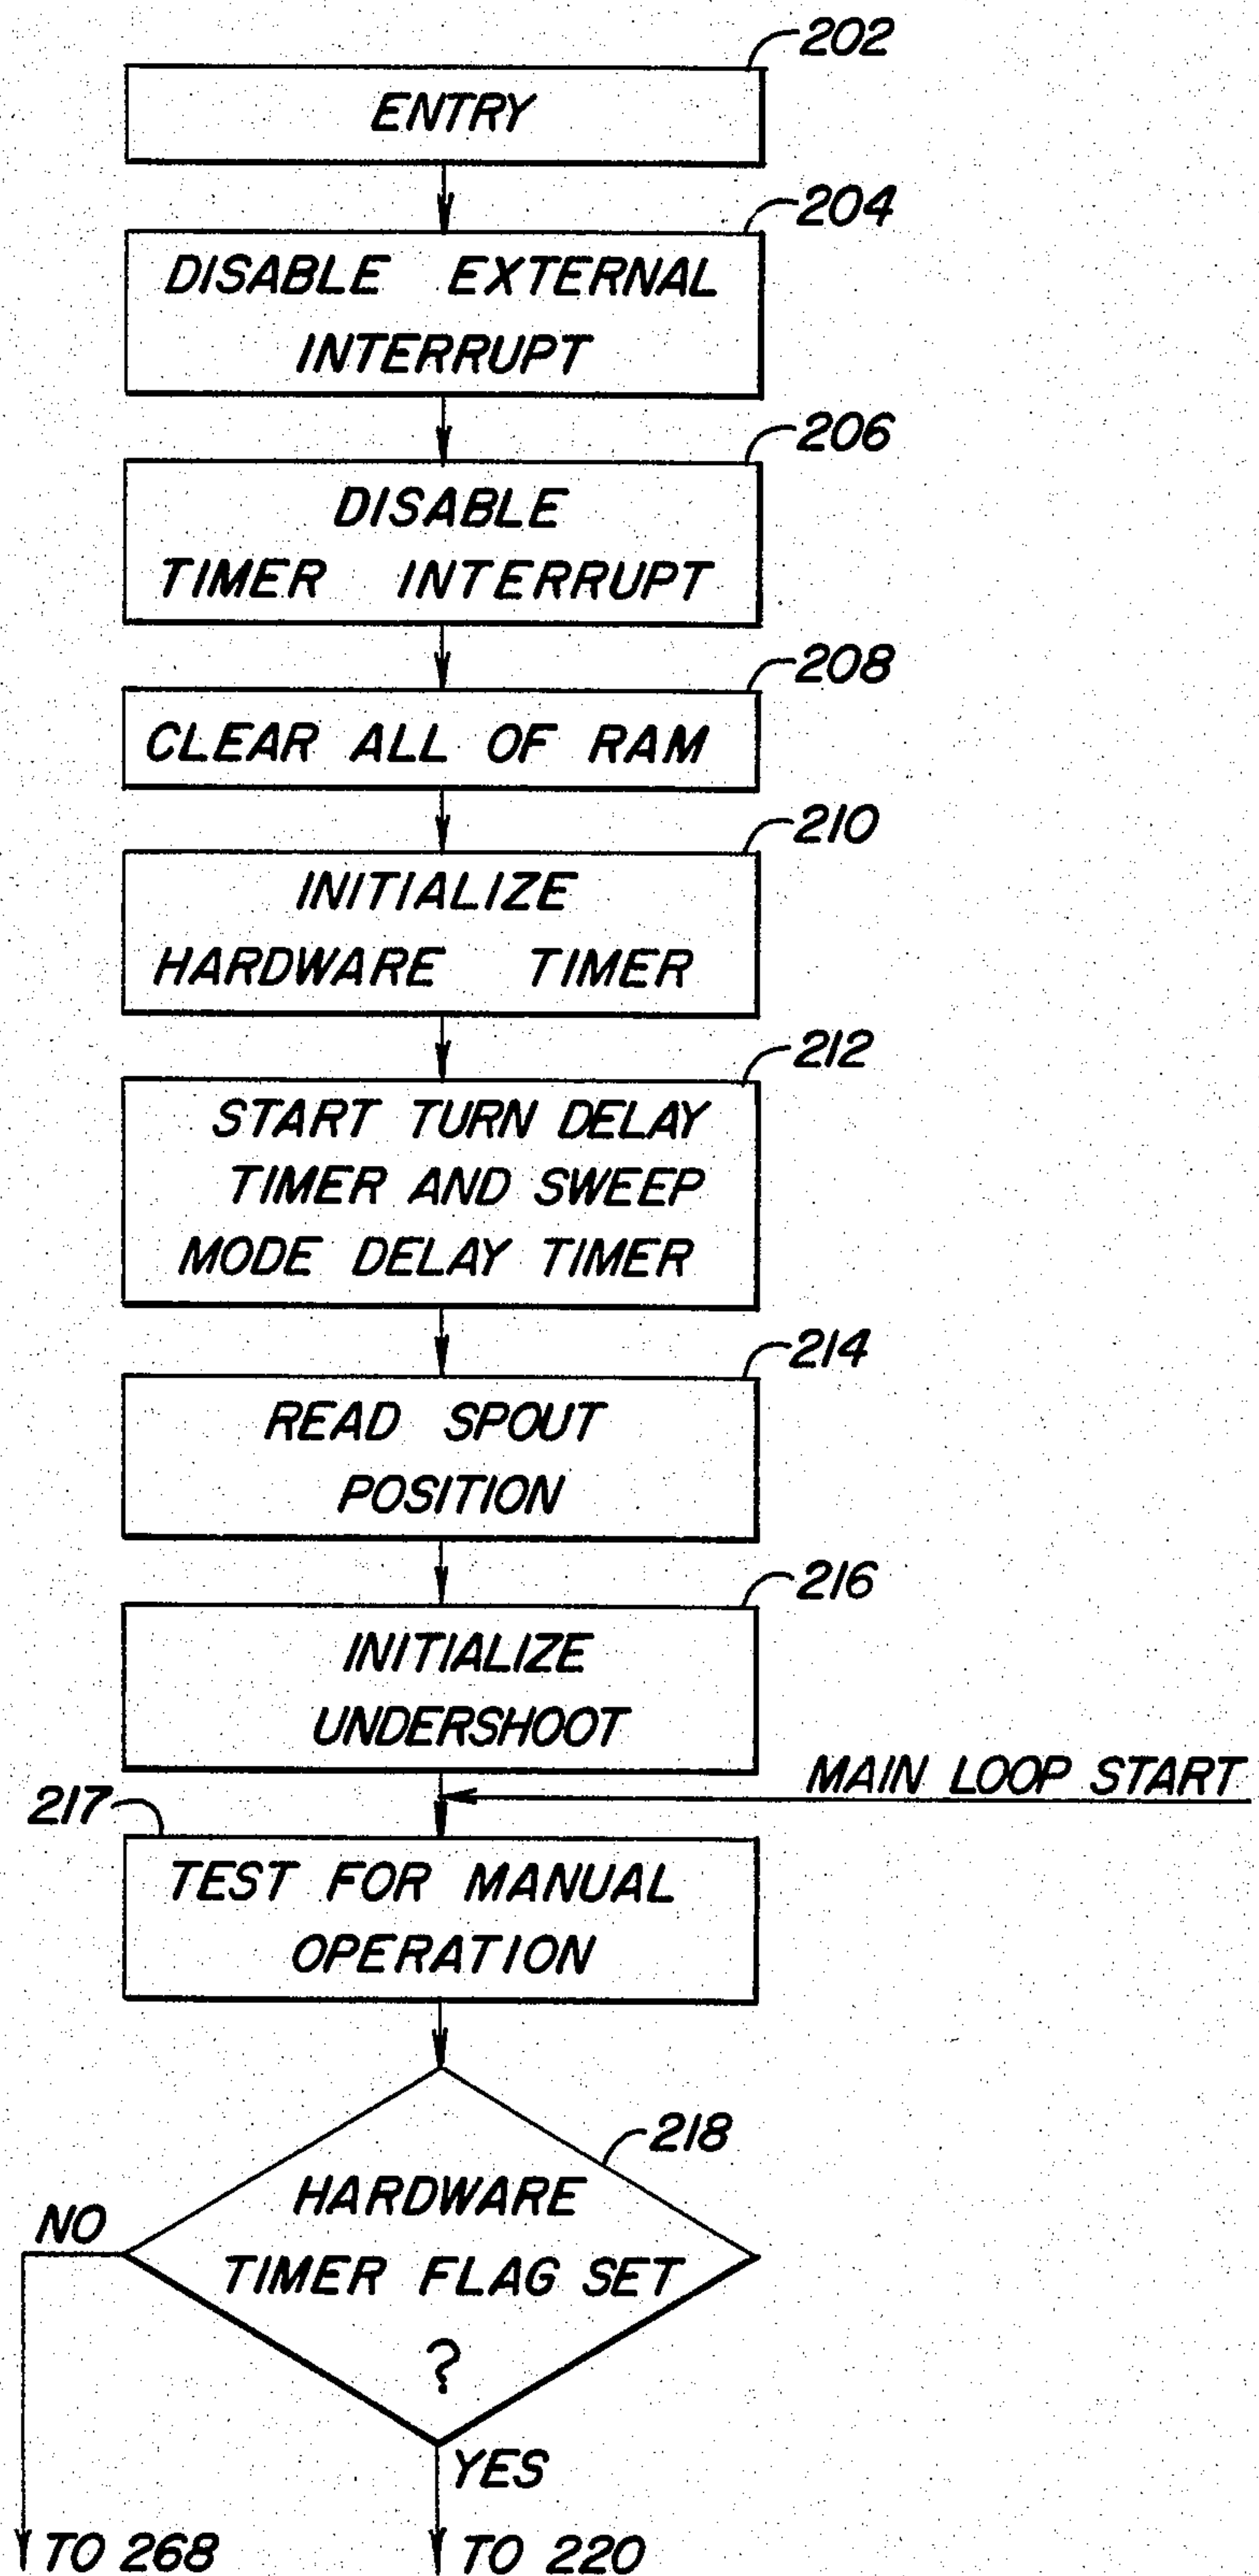 202
ENTRY
204
DISABLE EXTERNAL
INTERRUPT
206
DISABLE
TIMER INTERRUPT
208
CLEAR ALL OF RAM
210
INITIALIZE
HARDWARE TIMER
212
START TURN DELAY
TIMER AND SWEEP
MODE DELAY TIMER
214
READ SPOUT
POSITION
216
INITIALIZE
UNDERSHOOT
MAIN LOOP START
217
TEST FOR MANUAL
OPERATION
218
HARDWARE
TIMER FLAG SET
?
NO
YES
TO 268
TO 220